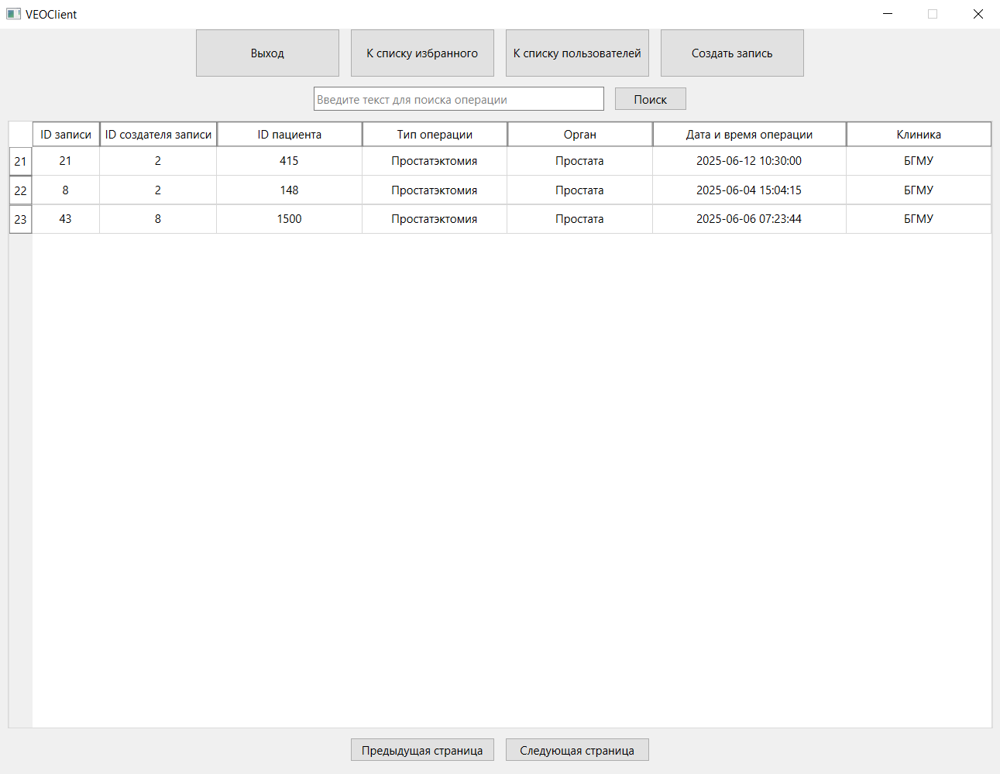 VEOClient
Выход К списку избранного К списку пользователей Создать запись
Введите текст для поиска операции Поиск
ID записи ID создателя записи ID пациента Тип операции Орган Дата и время операции Клиника
21 21 2 415 Простатэктомия Простата 2025-06-12 10:30:00 БГМУ
22 8 2 148 Простатэктомия Простата 2025-06-04 15:04:15 БГМУ
23 43 8 1500 Простатэктомия Простата 2025-06-06 07:23:44 БГМУ
Предыдущая страница Следующая страница